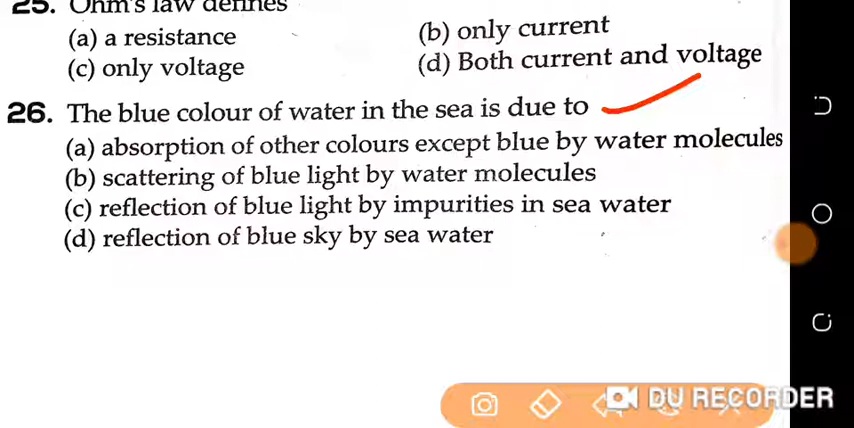 25. Ohm's law defines
(a) a resistance (b) only current
(c) only voltage (d) Both current and voltage
26. The blue colour of water in the sea is due to
(a) absorption of other colours except blue by water molecules
(b) scattering of blue light by water molecules
(c) reflection of blue light by impurities in sea water
(d) reflection of blue sky by sea water
DU RECORDER